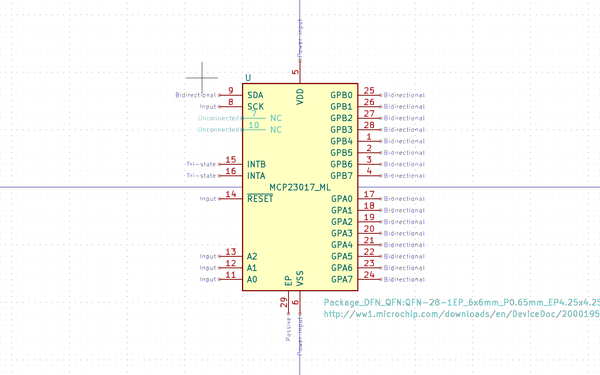 Power input
5
U
VDD
Bidirectional 9 SDA GPB0 25 Bidirectional
Input 8 SCK GPB1 26 Bidirectional
Unconnected 7 NC GPB2 27 Bidirectional
Unconnected 10 NC GPB3 28 Bidirectional
GPB4 1 Bidirectional
GPB5 2 Bidirectional
Tri-state 15 INTB GPB6 3 Bidirectional
Tri-state 16 INTA GPB7 4 Bidirectional
MCP23017_ML
Input 14 RESET GPA0 17 Bidirectional
GPA1 18 Bidirectional
GPA2 19 Bidirectional
GPA3 20 Bidirectional
GPA4 21 Bidirectional
Input 13 A2 GPA5 22 Bidirectional
Input 12 A1 GPA6 23 Bidirectional
Input 11 A0 GPA7 24 Bidirectional
EP VSS
29 6
Passive Power input
Package_DFN_QFN:QFN-28-1EP_6x6mm_P0.65mm_EP4.25x4.25
http://ww1.microchip.com/downloads/en/DeviceDoc/2000195